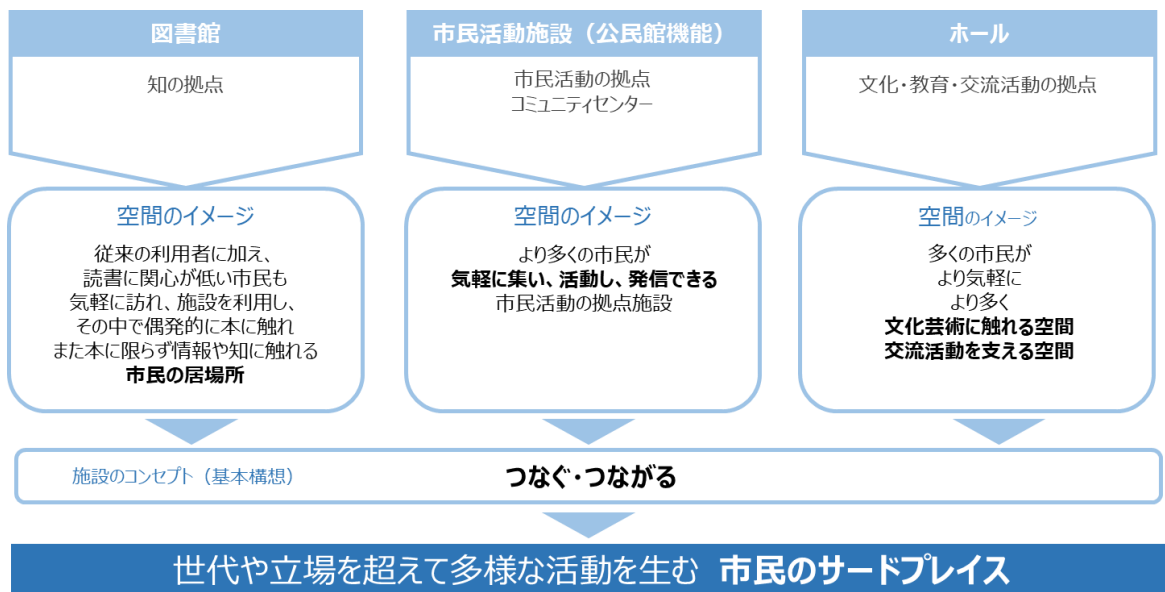 図書館
知の拠点
空間のイメージ
従来の利用者に加え、
読書に関心が低い市民も
気軽に訪れ、施設を利用し、
その中で偶発的に本に触れ
また本に限らず情報や知に触れる
市民の居場所
市民活動施設（公民館機能）
市民活動の拠点
コミュニティセンター
空間のイメージ
より多くの市民が
気軽に集い、活動し、発信できる
市民活動の拠点施設
ホール
文化・教育・交流活動の拠点
空間のイメージ
多くの市民が
より気軽に
より多く
文化芸術に触れる空間
交流活動を支える空間
施設のコンセプト（基本構想）
つなぐ・つながる
世代や立場を超えて多様な活動を生む 市民のサードプレイス